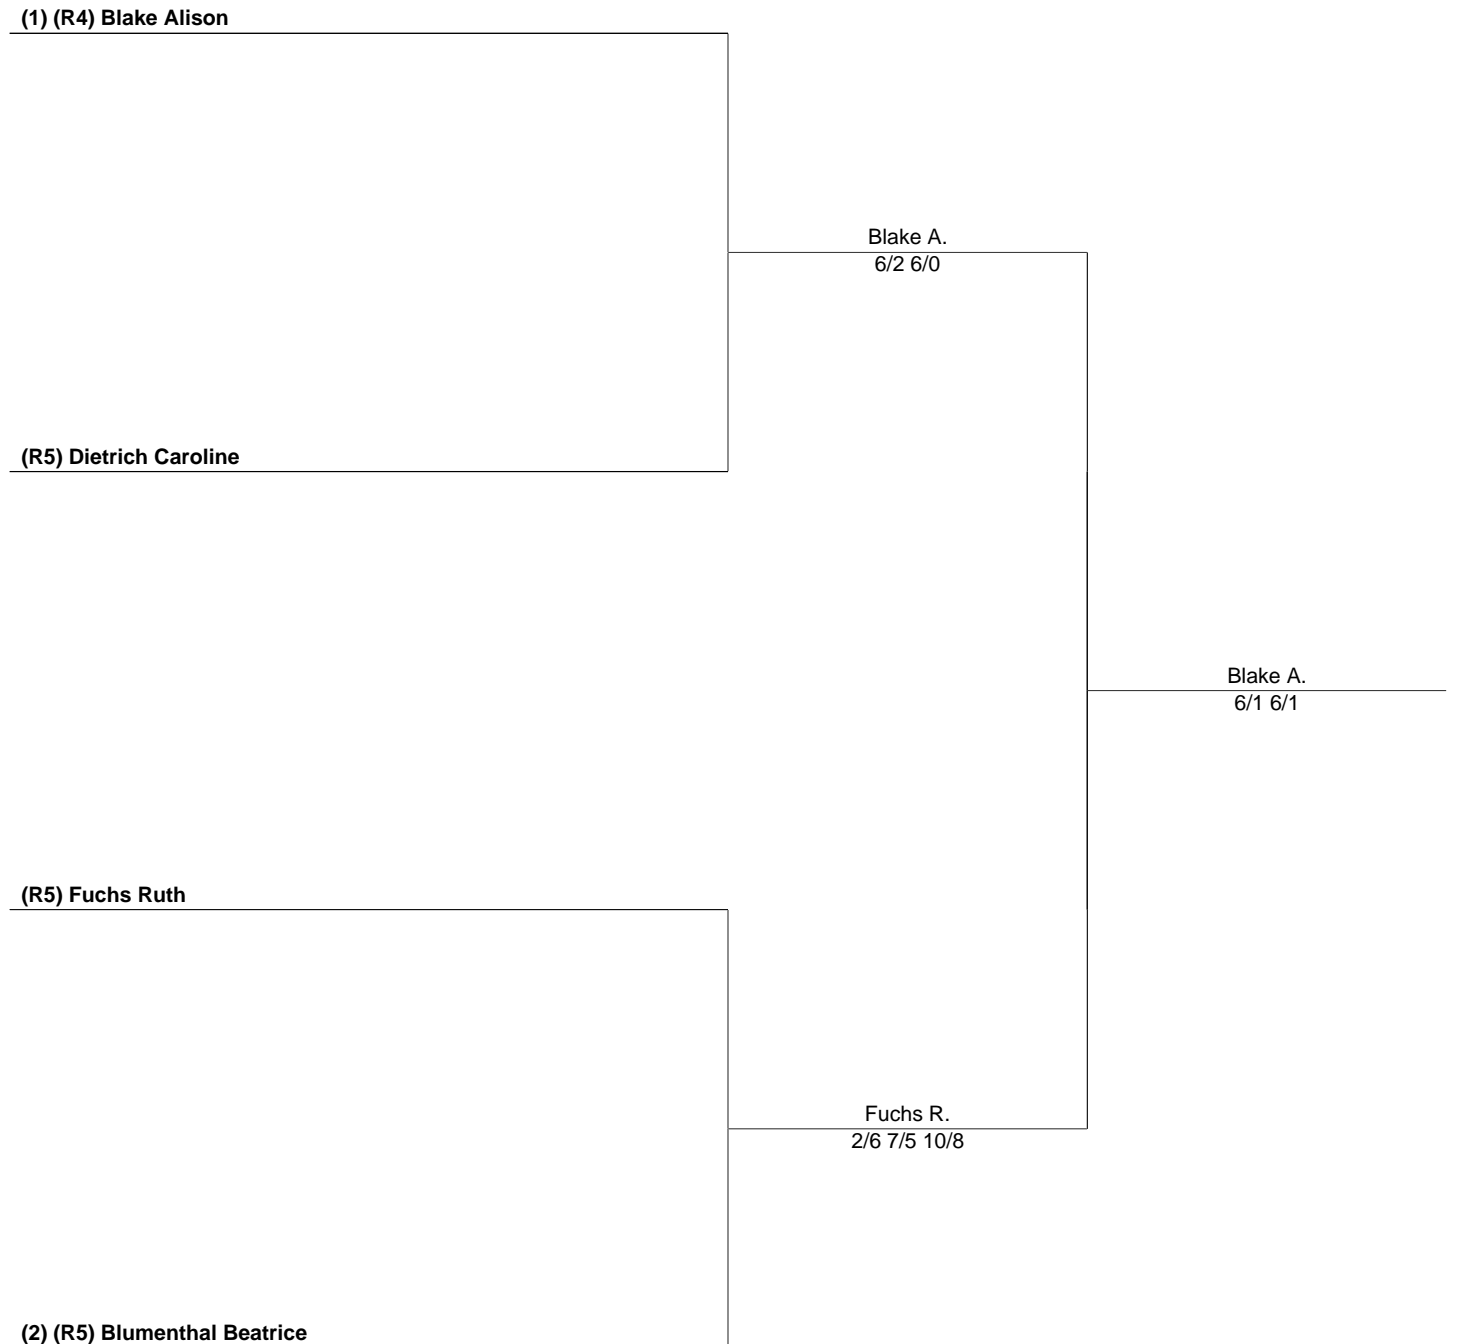 (1) (R4) Blake Alison
Blake A.
6/2 6/0
(R5) Dietrich Caroline
Blake A.
6/1 6/1
(R5) Fuchs Ruth
Fuchs R.
2/6 7/5 10/8
(2) (R5) Blumenthal Beatrice